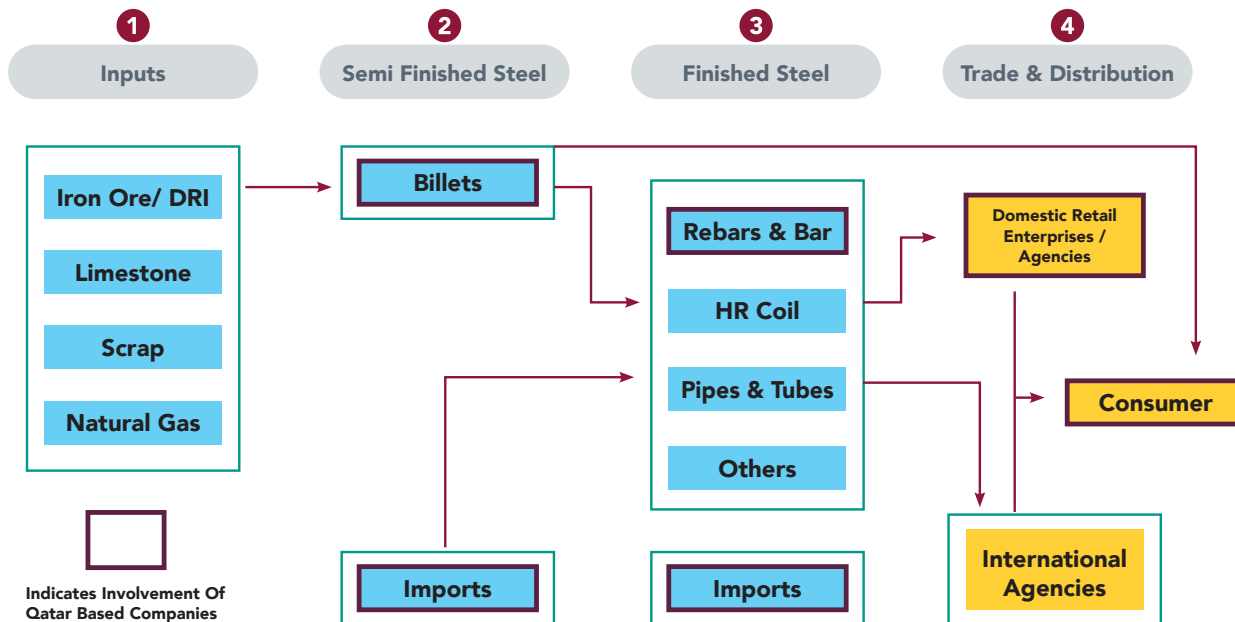 1
Inputs
2
Semi Finished Steel
3
Finished Steel
4
Trade & Distribution
Iron Ore/ DRI
Limestone
Scrap
Natural Gas
Indicates Involvement Of
Qatar Based Companies
Billets
Imports
Rebars & Bar
HR Coil
Pipes & Tubes
Others
Imports
Domestic Retail
Enterprises /
Agencies
Consumer
International
Agencies